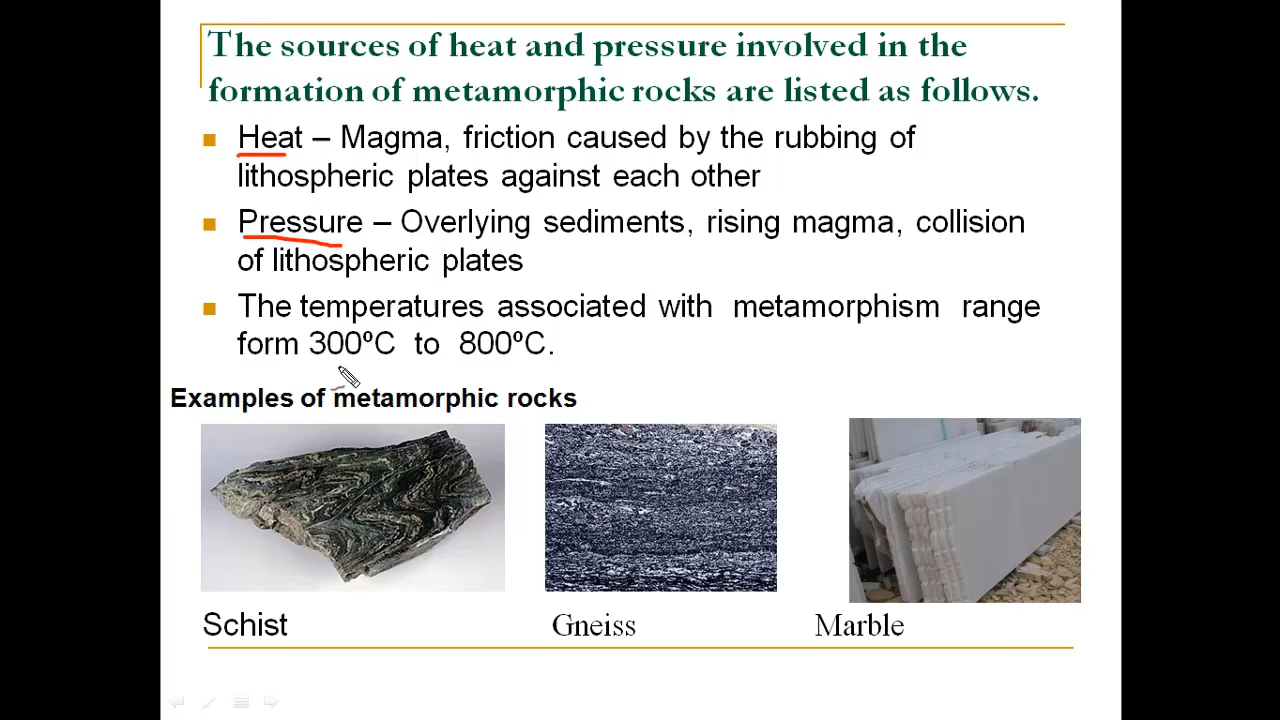 The sources of heat and pressure involved in the
formation of metamorphic rocks are listed as follows.
Heat – Magma, friction caused by the rubbing of
lithospheric plates against each other
Pressure – Overlying sediments, rising magma, collision
of lithospheric plates
The temperatures associated with metamorphism range
form 300ºC to 800ºC.
Examples of metamorphic rocks
Schist
Gneiss
Marble